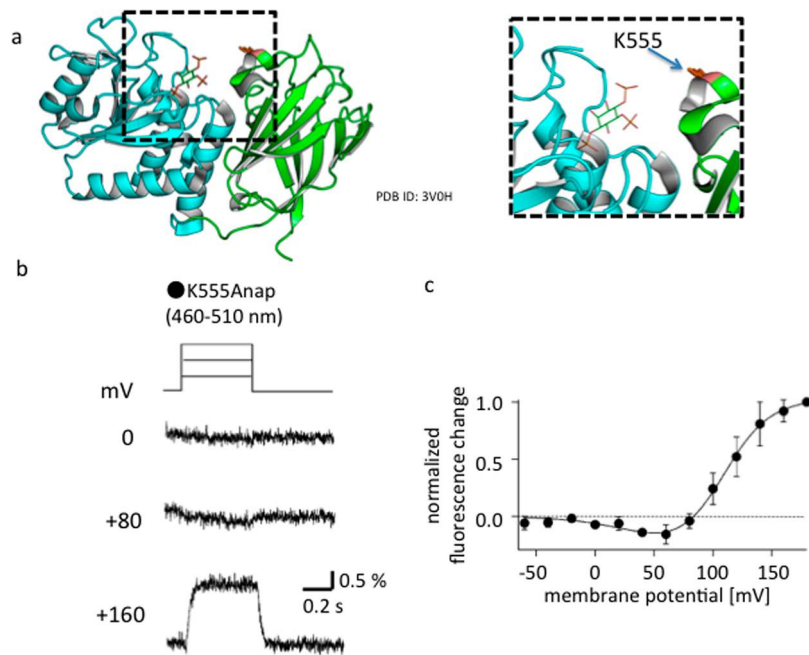 a
K555
PDB ID: 3V0H
b
●K555Anap
(460-510 nm)
mV
0
+80
+160
0.5 %
0.2 s
c
normalized
fluorescence change
1.0
0.5
0.0
-50 0 50 100 150
membrane potential [mV]